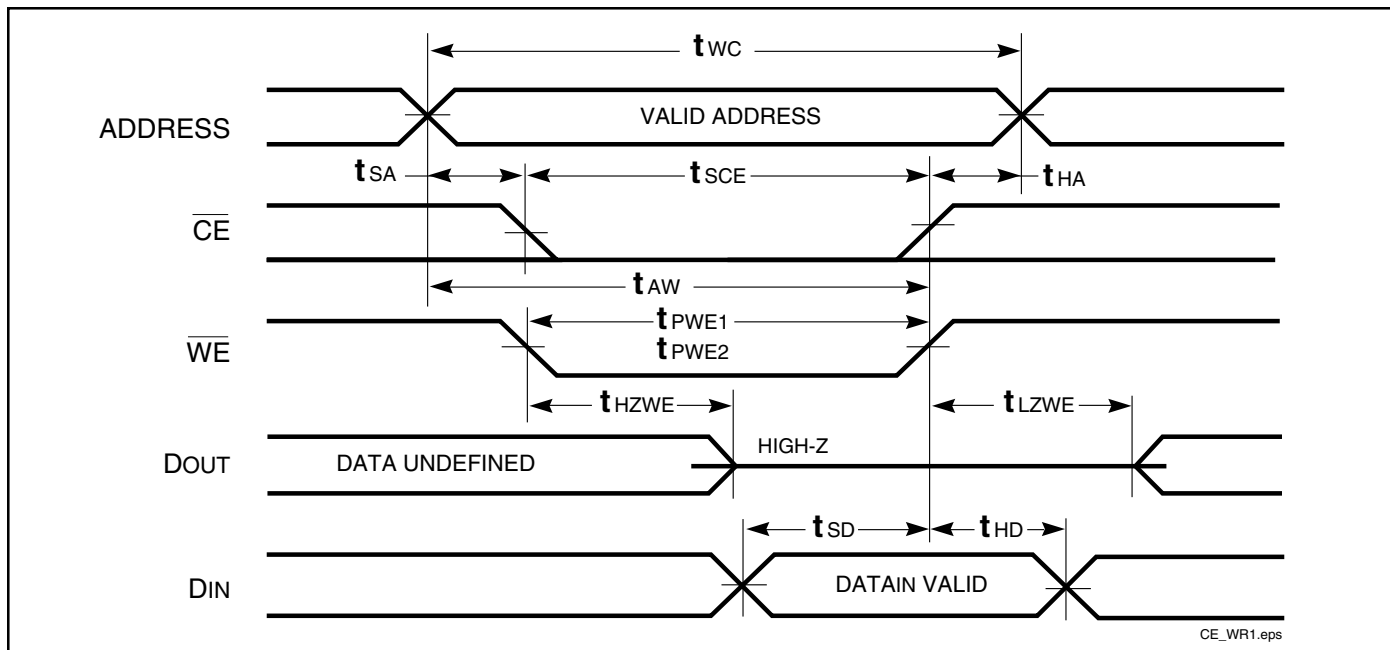 tWC
ADDRESS
VALID ADDRESS
tSA
tSCE
tHA
CE
tAW
tPWE1
WE
tPWE2
tHZWE
tLZWE
DOUT
DATA UNDEFINED
HIGH-Z
tSD
tHD
DIN
DATAIN VALID
CE_WR1.eps